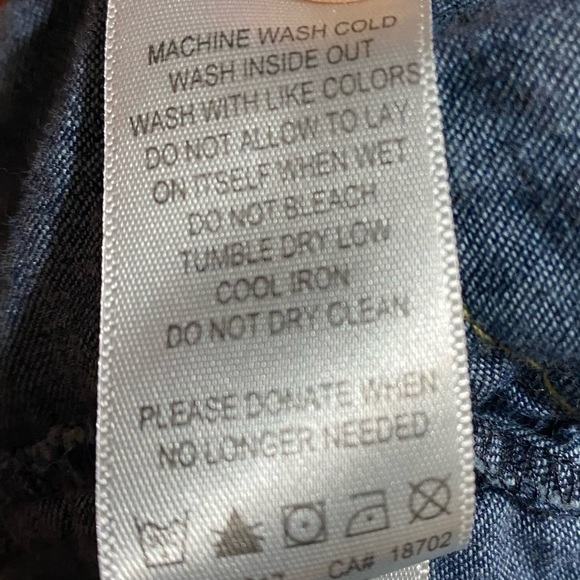 MACHINE WASH COLD
WASH INSIDE OUT
WASH WITH LIKE COLORS
DO NOT ALLOW TO LAY
ON ITSELF WHEN WET
DO NOT BLEACH
TUMBLE DRY LOW
COOL IRON
DO NOT DRY CLEAN
PLEASE DONATE WHEN
NO LONGER NEEDED
CA# 18702